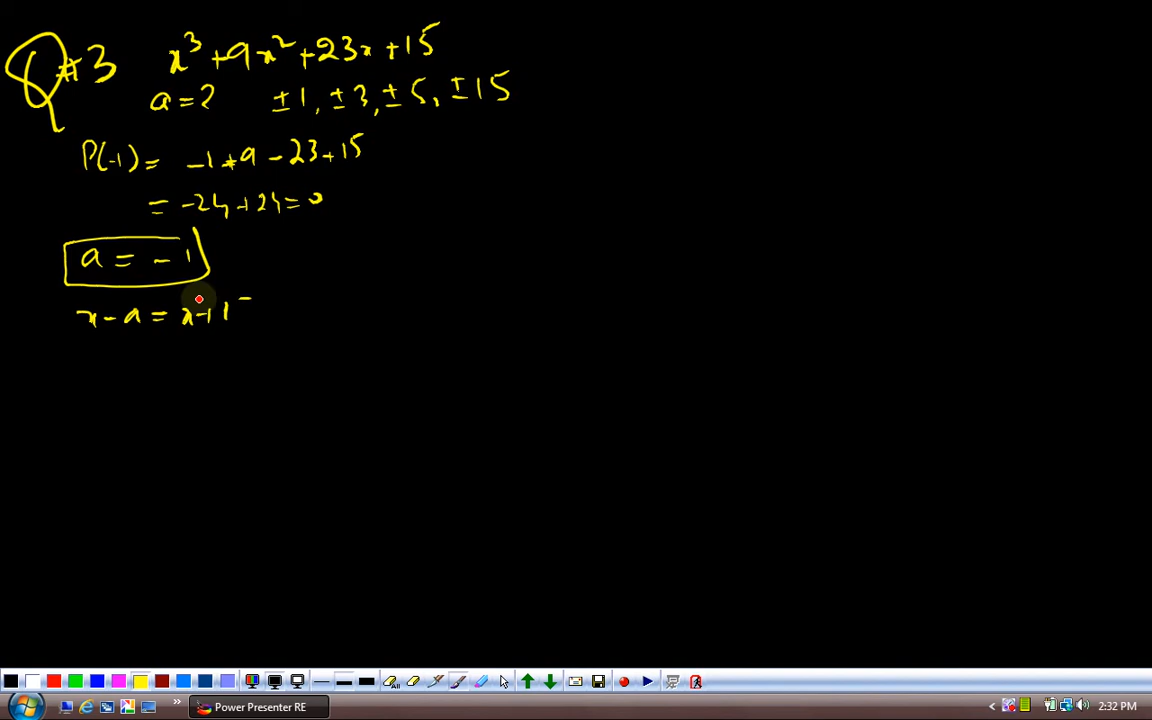 Q#3 x³+9x²+23x+15
a=? ±1, ±3, ±5, ±15
P(-1)= -1+9-23+15
= -24+24=0
a = -1
x-a = x+1
Power Presenter RE
2:32 PM